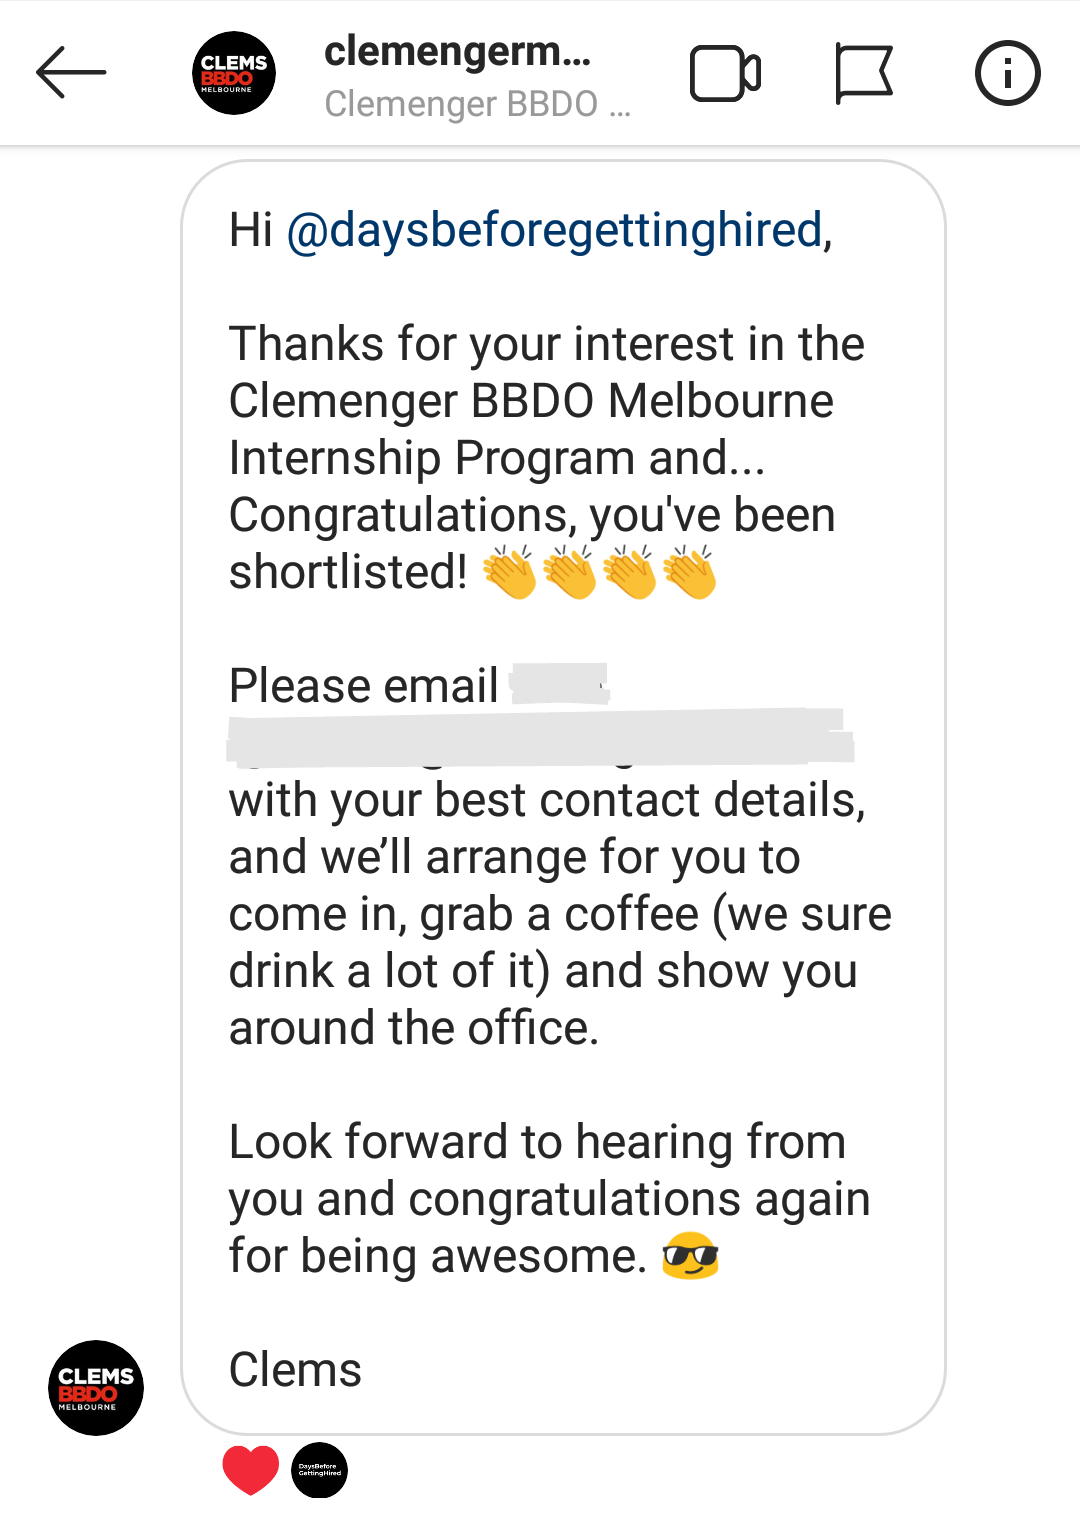 CLEMS
BBDO
MELBOURNE
clemengerm...
Clemenger BBDO ...
Hi @daysbeforegettinghired,
Thanks for your interest in the
Clemenger BBDO Melbourne
Internship Program and...
Congratulations, you've been
shortlisted! 👏👏👏👏
Please email
with your best contact details,
and we’ll arrange for you to
come in, grab a coffee (we sure
drink a lot of it) and show you
around the office.
Look forward to hearing from
you and congratulations again
for being awesome. 😎
Clems
CLEMS
BBDO
MELBOURNE
DaysBefore
GettingHired